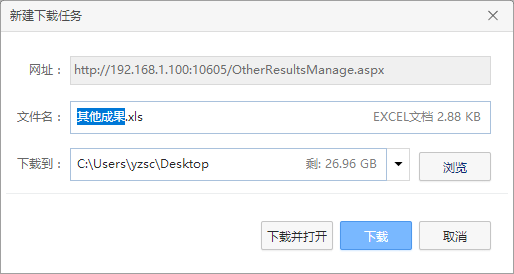 新建下载任务
网址： http://192.168.1.100:10605/OtherResultsManage.aspx
文件名： 其他成果.xls EXCEL文档 2.88 KB
下载到： C:\Users\yzsc\Desktop 剩: 26.96 GB 浏览
下载并打开 下载 取消